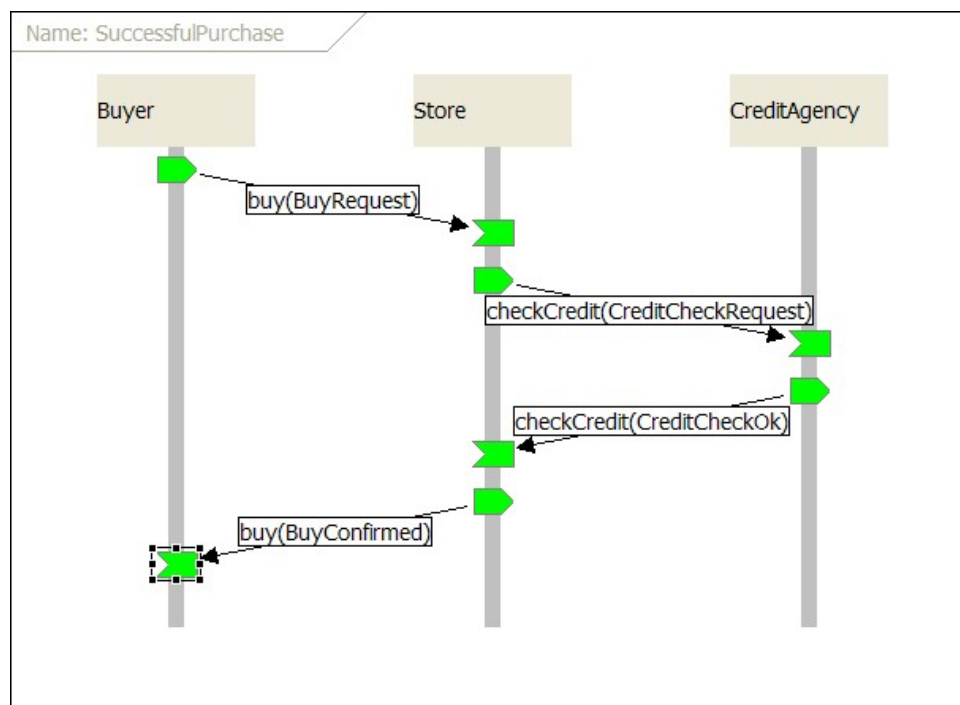 Name: SuccessfulPurchase
Buyer
Store
CreditAgency
buy(BuyRequest)
checkCredit(CreditCheckRequest)
checkCredit(CreditCheckOk)
buy(BuyConfirmed)